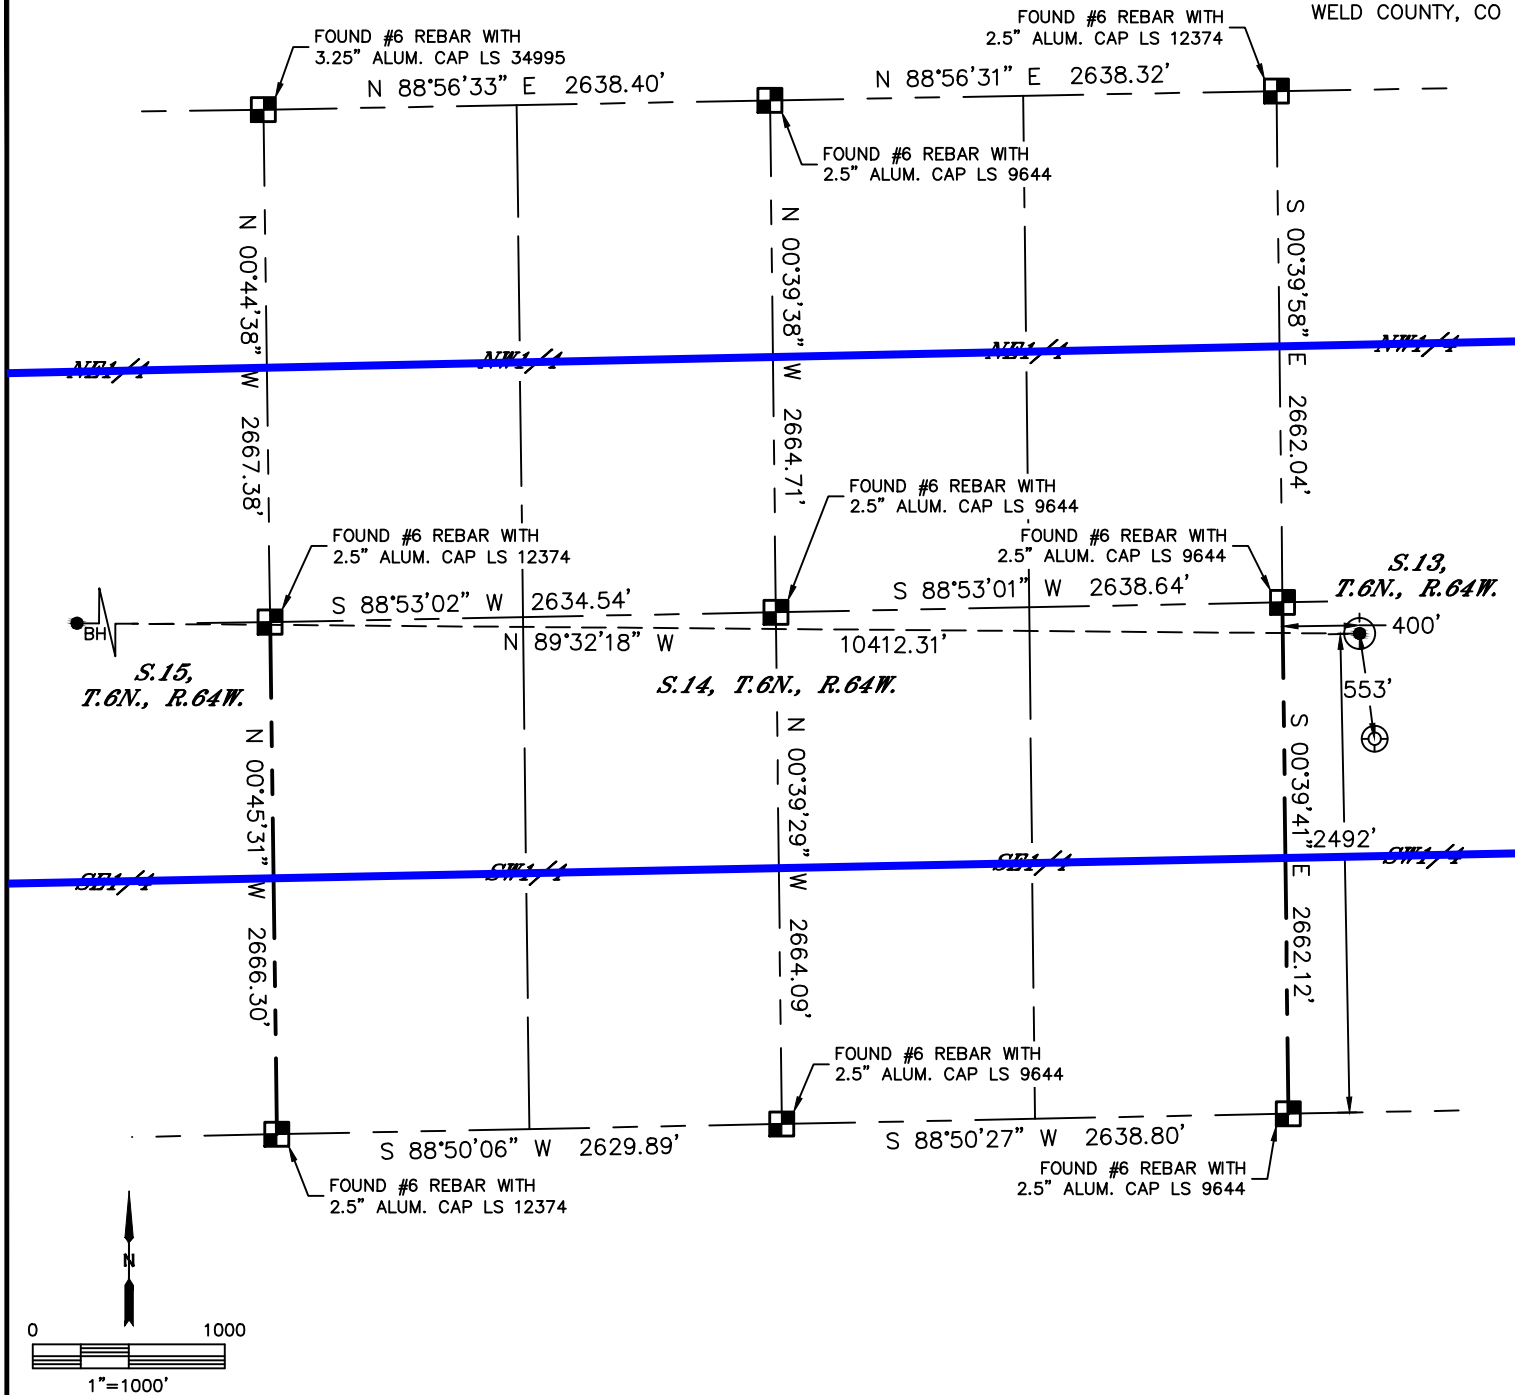 WELD COUNTY, CO
FOUND #6 REBAR WITH
3.25" ALUM. CAP LS 34995
FOUND #6 REBAR WITH
2.5" ALUM. CAP LS 12374
N 88°56'33" E 2638.40'
N 88°56'31" E 2638.32'
FOUND #6 REBAR WITH
2.5" ALUM. CAP LS 9644
N 00°44'38" W 2667.38'
N 00°39'38" W 2664.71'
S 00°39'58" E 2662.04'
NE1/4
NW1/4
NE1/4
NW1/4
FOUND #6 REBAR WITH
2.5" ALUM. CAP LS 9644
FOUND #6 REBAR WITH
2.5" ALUM. CAP LS 12374
FOUND #6 REBAR WITH
2.5" ALUM. CAP LS 9644
S.13,
T.6N., R.64W.
S 88°53'02" W 2634.54'
S 88°53'01" W 2638.64'
BH
400'
N 89°32'18" W 10412.31'
S.15,
T.6N., R.64W.
S.14, T.6N., R.64W.
553'
N 00°45'31" W 2666.30'
N 00°39'29" W 2664.09'
S 00°39'41" E 2662.12'
2492'
SE1/4
SW1/4
SE1/4
SW1/4
FOUND #6 REBAR WITH
2.5" ALUM. CAP LS 9644
S 88°50'06" W 2629.89'
S 88°50'27" W 2638.80'
FOUND #6 REBAR WITH
2.5" ALUM. CAP LS 9644
FOUND #6 REBAR WITH
2.5" ALUM. CAP LS 12374
N
0 1000
1"=1000'